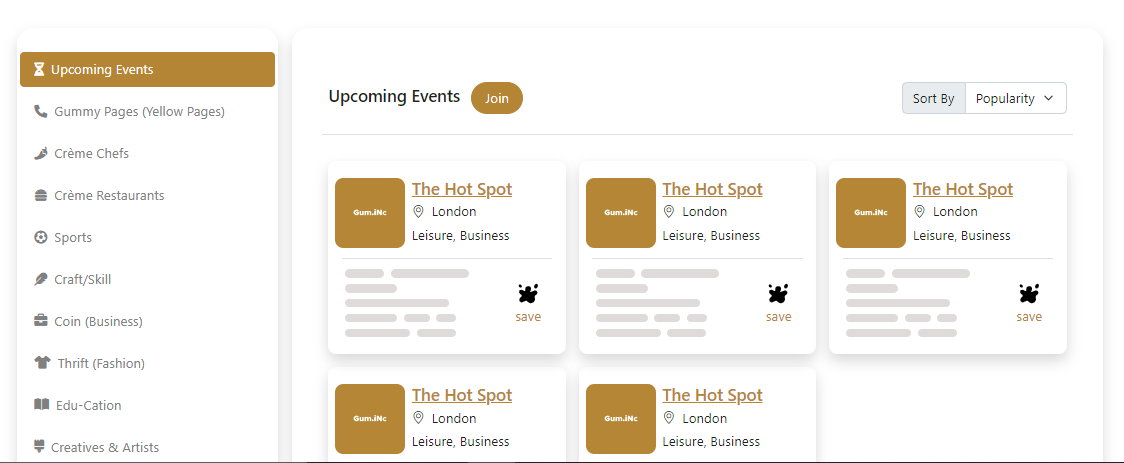 Upcoming Events
Gummy Pages (Yellow Pages)
Crème Chefs
Crème Restaurants
Sports
Craft/Skill
Coin (Business)
Thrift (Fashion)
Edu-Cation
Creatives & Artists
Upcoming Events Join
Sort By Popularity
Gum.iNc
The Hot Spot
London
Leisure, Business
save
Gum.iNc
The Hot Spot
London
Leisure, Business
save
Gum.iNc
The Hot Spot
London
Leisure, Business
save
Gum.iNc
The Hot Spot
London
Leisure, Business
Gum.iNc
The Hot Spot
London
Leisure, Business